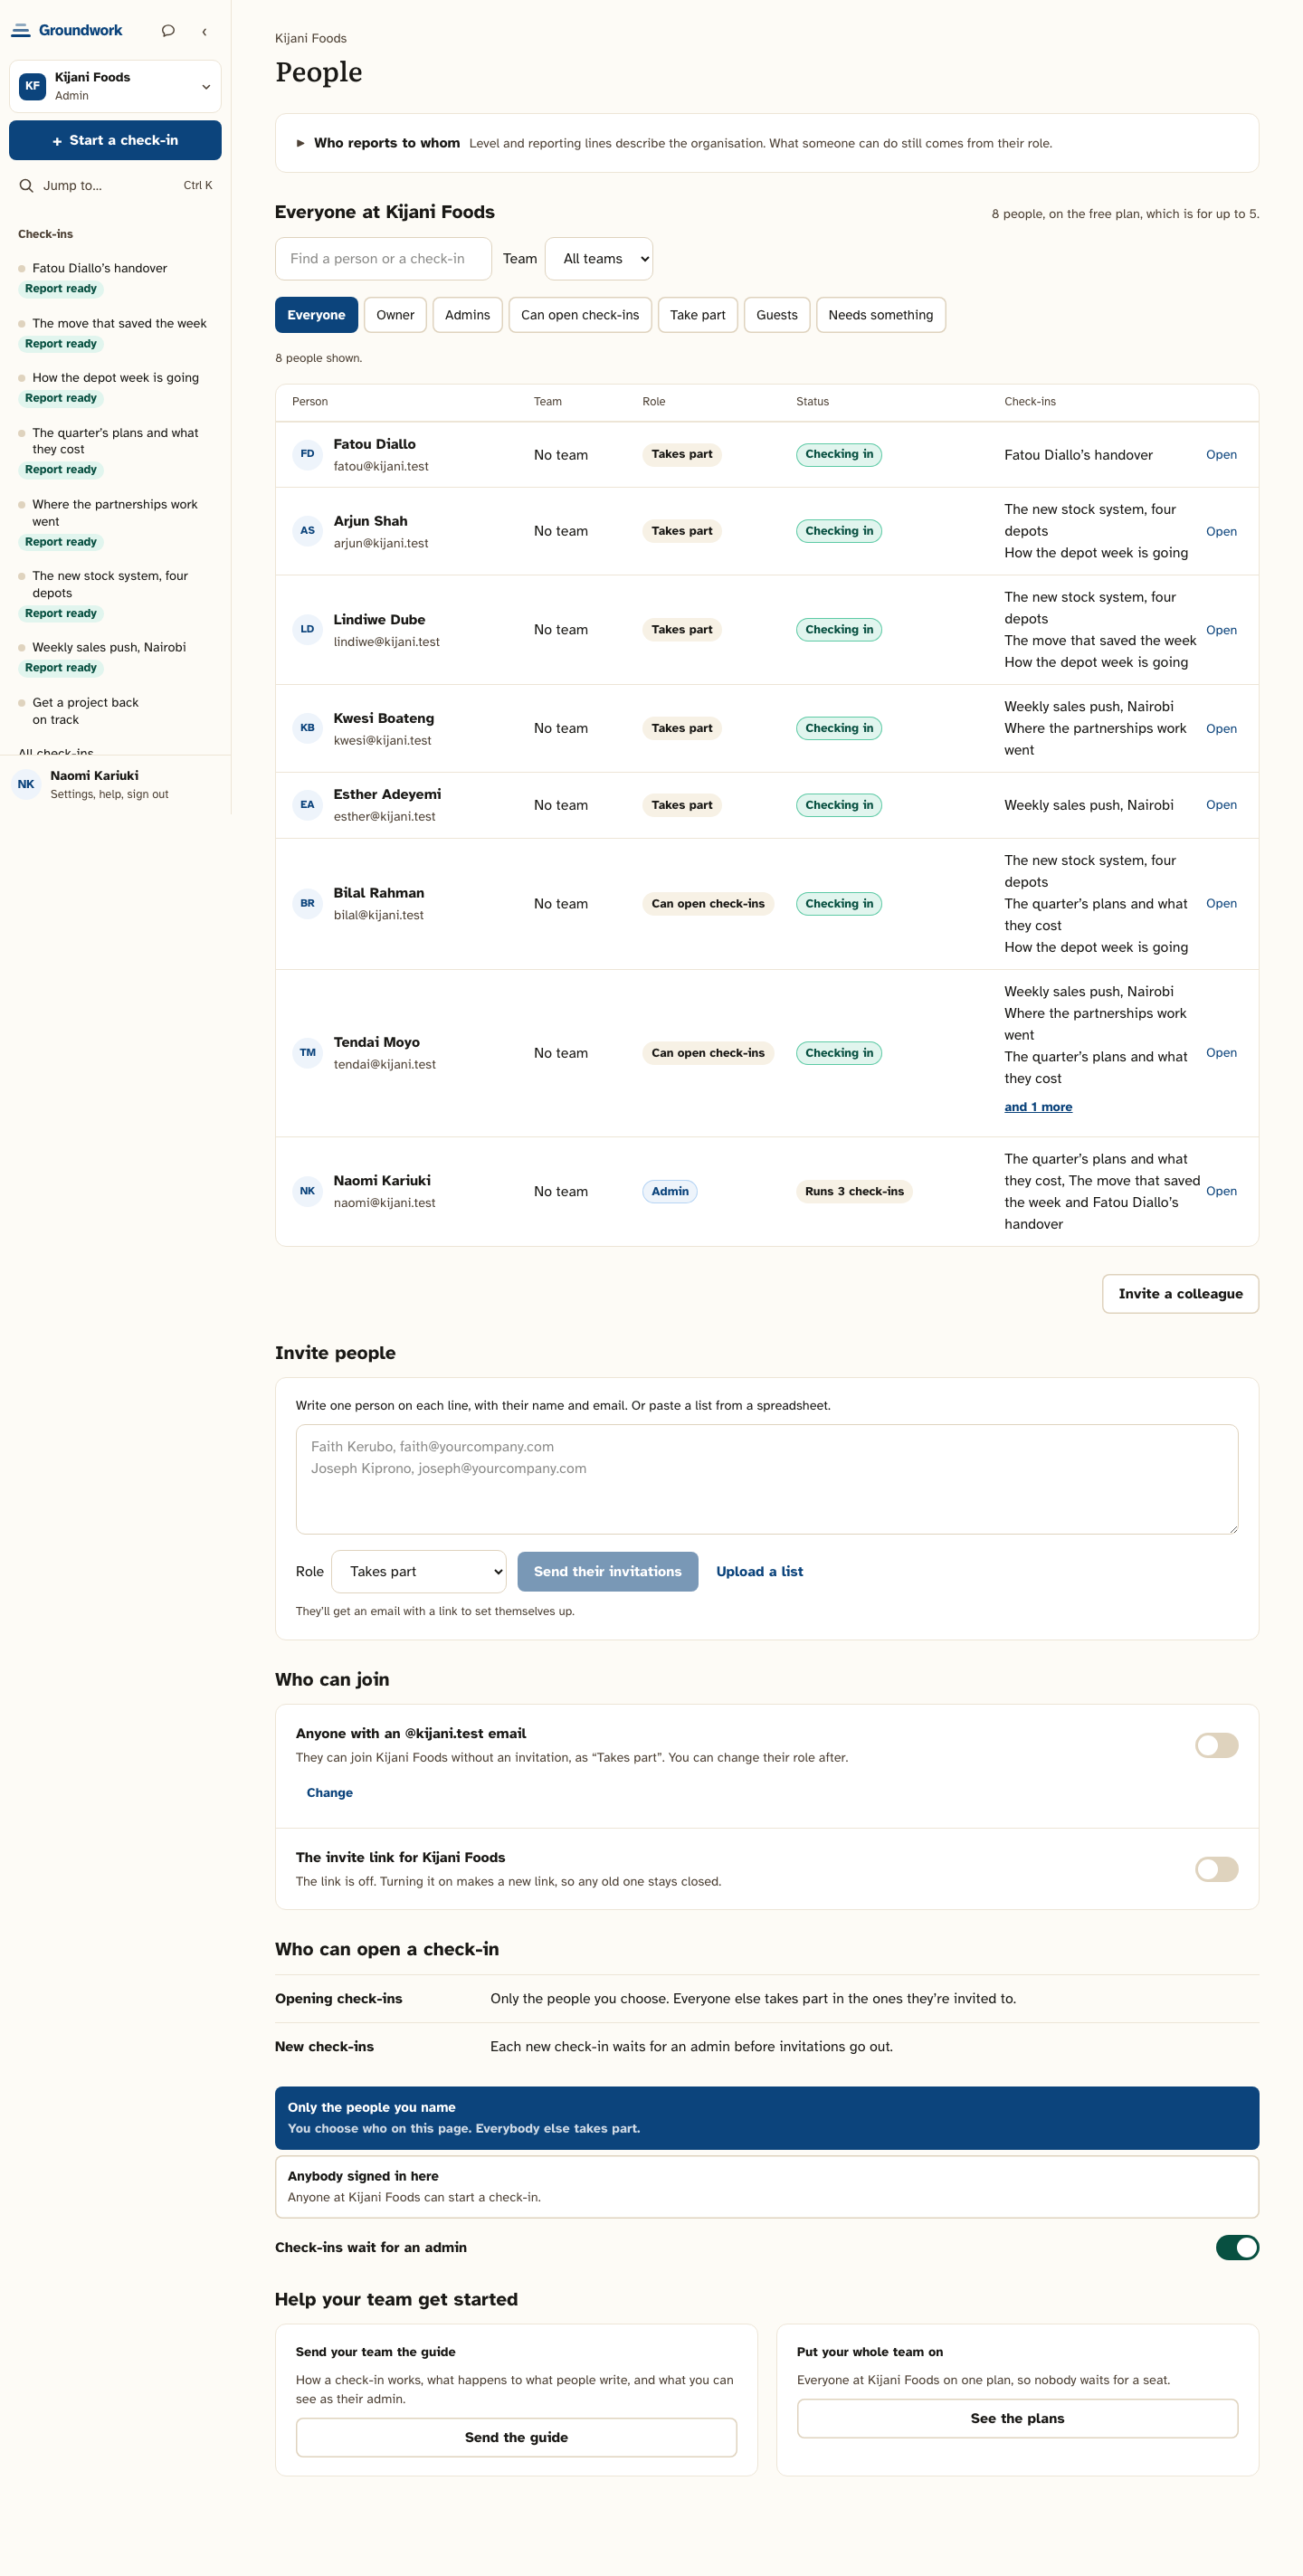 Groundwork
KF
Kijani Foods
Admin
+ Start a check-in
Jump to...
Ctrl K
Check-ins
Fatou Diallo’s handover
Report ready
The move that saved the week
Report ready
How the depot week is going
Report ready
The quarter’s plans and what
they cost
Report ready
Where the partnerships work
went
Report ready
The new stock system, four
depots
Report ready
Weekly sales push, Nairobi
Report ready
Get a project back
on track
All check-ins
NK
Naomi Kariuki
Settings, help, sign out
Kijani Foods
People
Who reports to whom Level and reporting lines describe the organisation. What someone can do still comes from their role.
Everyone at Kijani Foods
8 people, on the free plan, which is for up to 5.
Find a person or a check-in
Team
All teams
Everyone
Owner
Admins
Can open check-ins
Take part
Guests
Needs something
8 people shown.
Person Team Role Status Check-ins
FD
Fatou Diallo
fatou@kijani.test
No team
Takes part
Checking in
Fatou Diallo’s handover
Open
AS
Arjun Shah
arjun@kijani.test
No team
Takes part
Checking in
The new stock system, four
depots
How the depot week is going
Open
LD
Lindiwe Dube
lindiwe@kijani.test
No team
Takes part
Checking in
The new stock system, four
depots
The move that saved the week
How the depot week is going
Open
KB
Kwesi Boateng
kwesi@kijani.test
No team
Takes part
Checking in
Weekly sales push, Nairobi
Where the partnerships work
went
Open
EA
Esther Adeyemi
esther@kijani.test
No team
Takes part
Checking in
Weekly sales push, Nairobi
Open
BR
Bilal Rahman
bilal@kijani.test
No team
Can open check-ins
Checking in
The new stock system, four
depots
The quarter’s plans and what
they cost
How the depot week is going
Open
TM
Tendai Moyo
tendai@kijani.test
No team
Can open check-ins
Checking in
Weekly sales push, Nairobi
Where the partnerships work
went
The quarter’s plans and what
they cost
and 1 more
Open
NK
Naomi Kariuki
naomi@kijani.test
No team
Admin
Runs 3 check-ins
The quarter’s plans and what
they cost, The move that saved
the week and Fatou Diallo’s
handover
Open
Invite a colleague
Invite people
Write one person on each line, with their name and email. Or paste a list from a spreadsheet.
Faith Kerubo, faith@yourcompany.com
Joseph Kiprono, joseph@yourcompany.com
Role
Takes part
Send their invitations
Upload a list
They’ll get an email with a link to set themselves up.
Who can join
Anyone with an @kijani.test email
They can join Kijani Foods without an invitation, as “Takes part”. You can change their role after.
Change
The invite link for Kijani Foods
The link is off. Turning it on makes a new link, so any old one stays closed.
Who can open a check-in
Opening check-ins
Only the people you choose. Everyone else takes part in the ones they’re invited to.
New check-ins
Each new check-in waits for an admin before invitations go out.
Only the people you name
You choose who on this page. Everybody else takes part.
Anybody signed in here
Anyone at Kijani Foods can start a check-in.
Check-ins wait for an admin
Help your team get started
Send your team the guide
How a check-in works, what happens to what people write, and what you can
see as their admin.
Send the guide
Put your whole team on
Everyone at Kijani Foods on one plan, so nobody waits for a seat.
See the plans